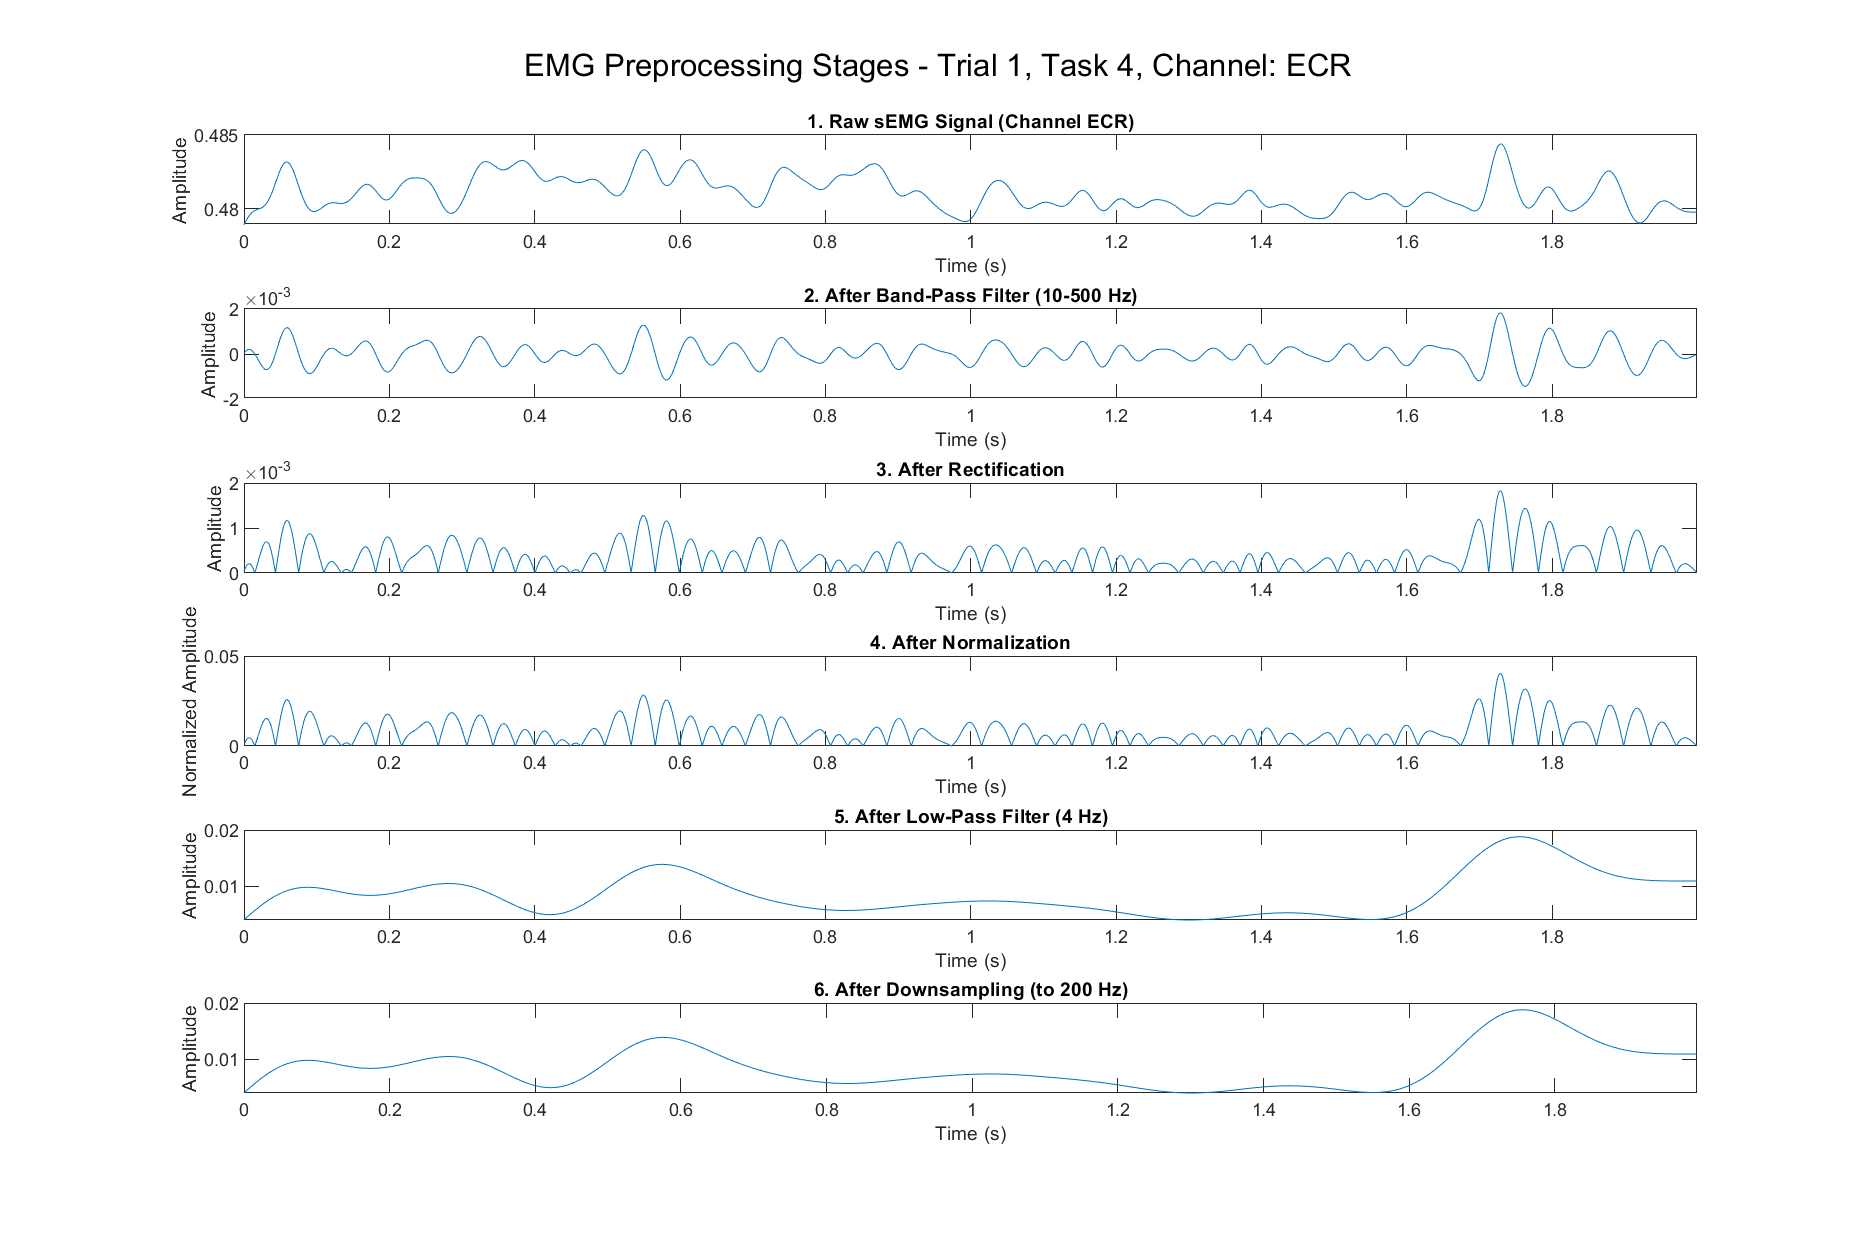 EMG Preprocessing Stages - Trial 1, Task 4, Channel: ECR
1. Raw sEMG Signal (Channel ECR)
Amplitude
0.485
0.48
0 0.2 0.4 0.6 0.8 1 1.2 1.4 1.6 1.8
Time (s)
2. After Band-Pass Filter (10-500 Hz)
×10⁻³
Amplitude
2
0
-2
0 0.2 0.4 0.6 0.8 1 1.2 1.4 1.6 1.8
Time (s)
3. After Rectification
×10⁻³
Amplitude
2
1
0
0 0.2 0.4 0.6 0.8 1 1.2 1.4 1.6 1.8
Time (s)
4. After Normalization
Normalized Amplitude
0.05
0
0 0.2 0.4 0.6 0.8 1 1.2 1.4 1.6 1.8
Time (s)
5. After Low-Pass Filter (4 Hz)
Amplitude
0.02
0.01
0 0.2 0.4 0.6 0.8 1 1.2 1.4 1.6 1.8
Time (s)
6. After Downsampling (to 200 Hz)
Amplitude
0.02
0.01
0 0.2 0.4 0.6 0.8 1 1.2 1.4 1.6 1.8
Time (s)